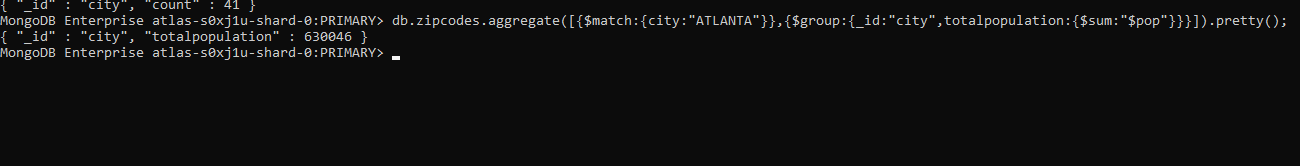 { "_id" : "city", "count" : 41 }
MongoDB Enterprise atlas-s0xj1u-shard-0:PRIMARY> db.zipcodes.aggregate([{$match:{city:"ATLANTA"}},{$group:{_id:"city",totalpopulation:{$sum:"$pop"}}}]).pretty();
{ "_id" : "city", "totalpopulation" : 630046 }
MongoDB Enterprise atlas-s0xj1u-shard-0:PRIMARY>